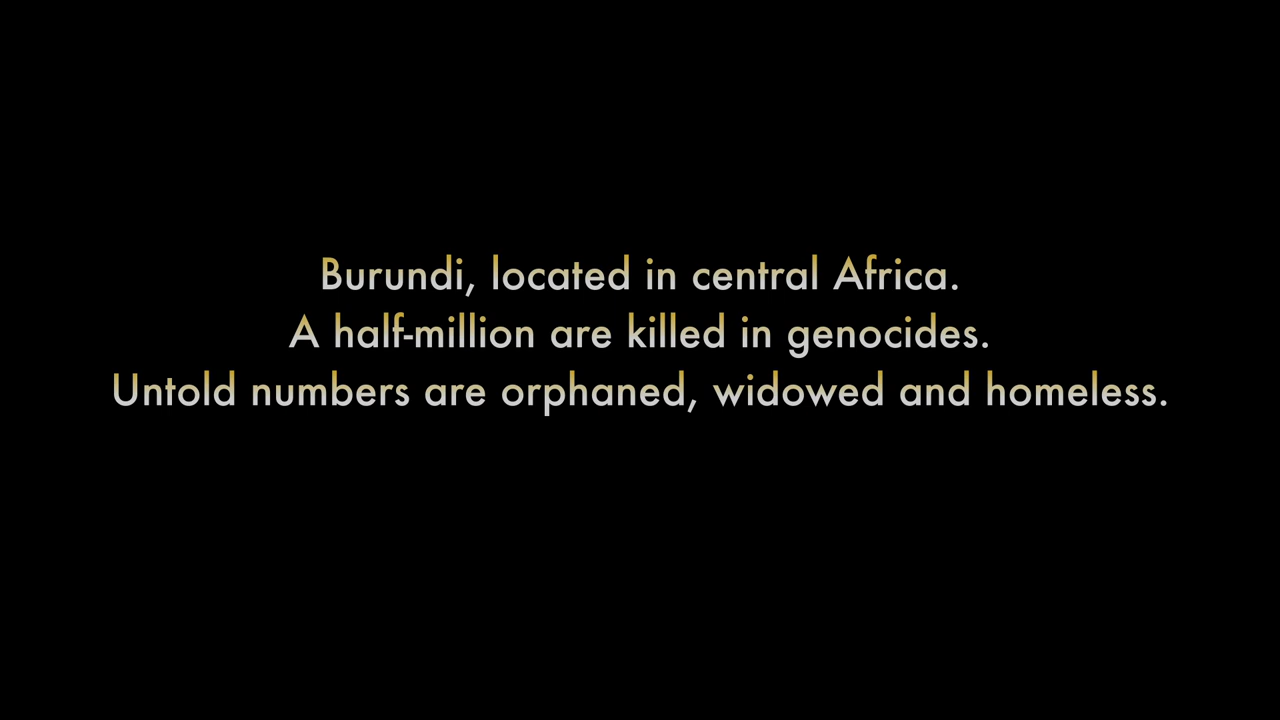 Burundi, located in central Africa.
A half-million are killed in genocides.
Untold numbers are orphaned, widowed and homeless.